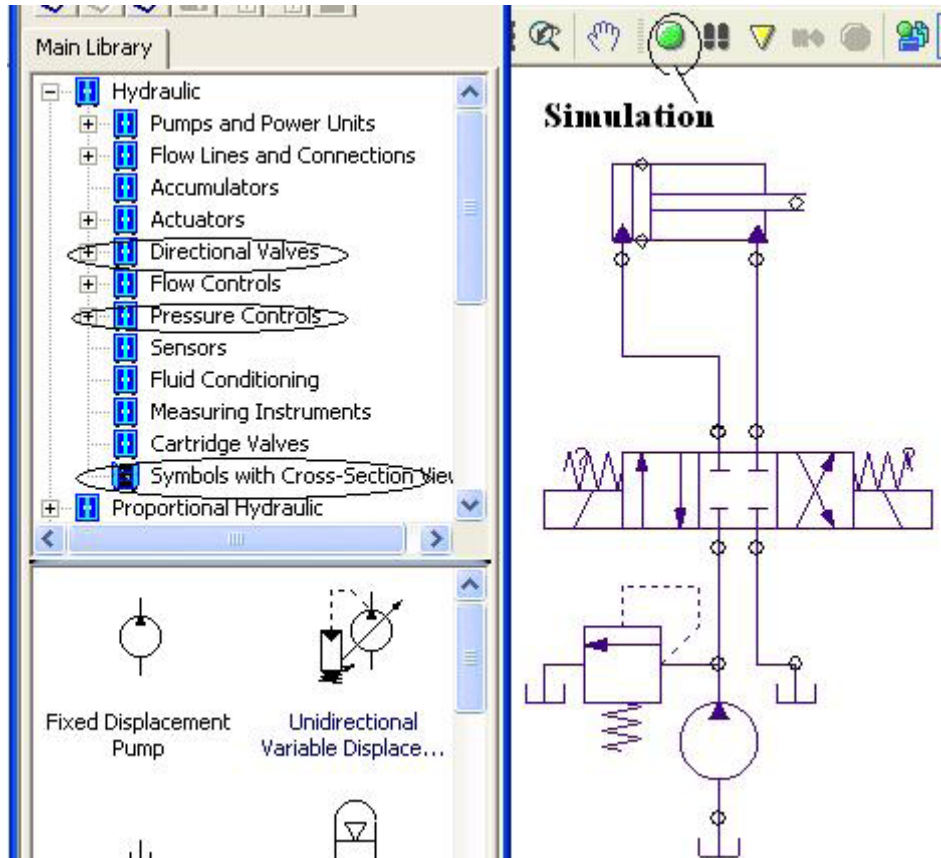 Main Library
Hydraulic
Pumps and Power Units
Flow Lines and Connections
Accumulators
Actuators
Directional Valves
Flow Controls
Pressure Controls
Sensors
Fluid Conditioning
Measuring Instruments
Cartridge Valves
Symbols with Cross-Section Viev
Proportional Hydraulic
Fixed Displacement
Pump
Unidirectional
Variable Displace...
Simulation